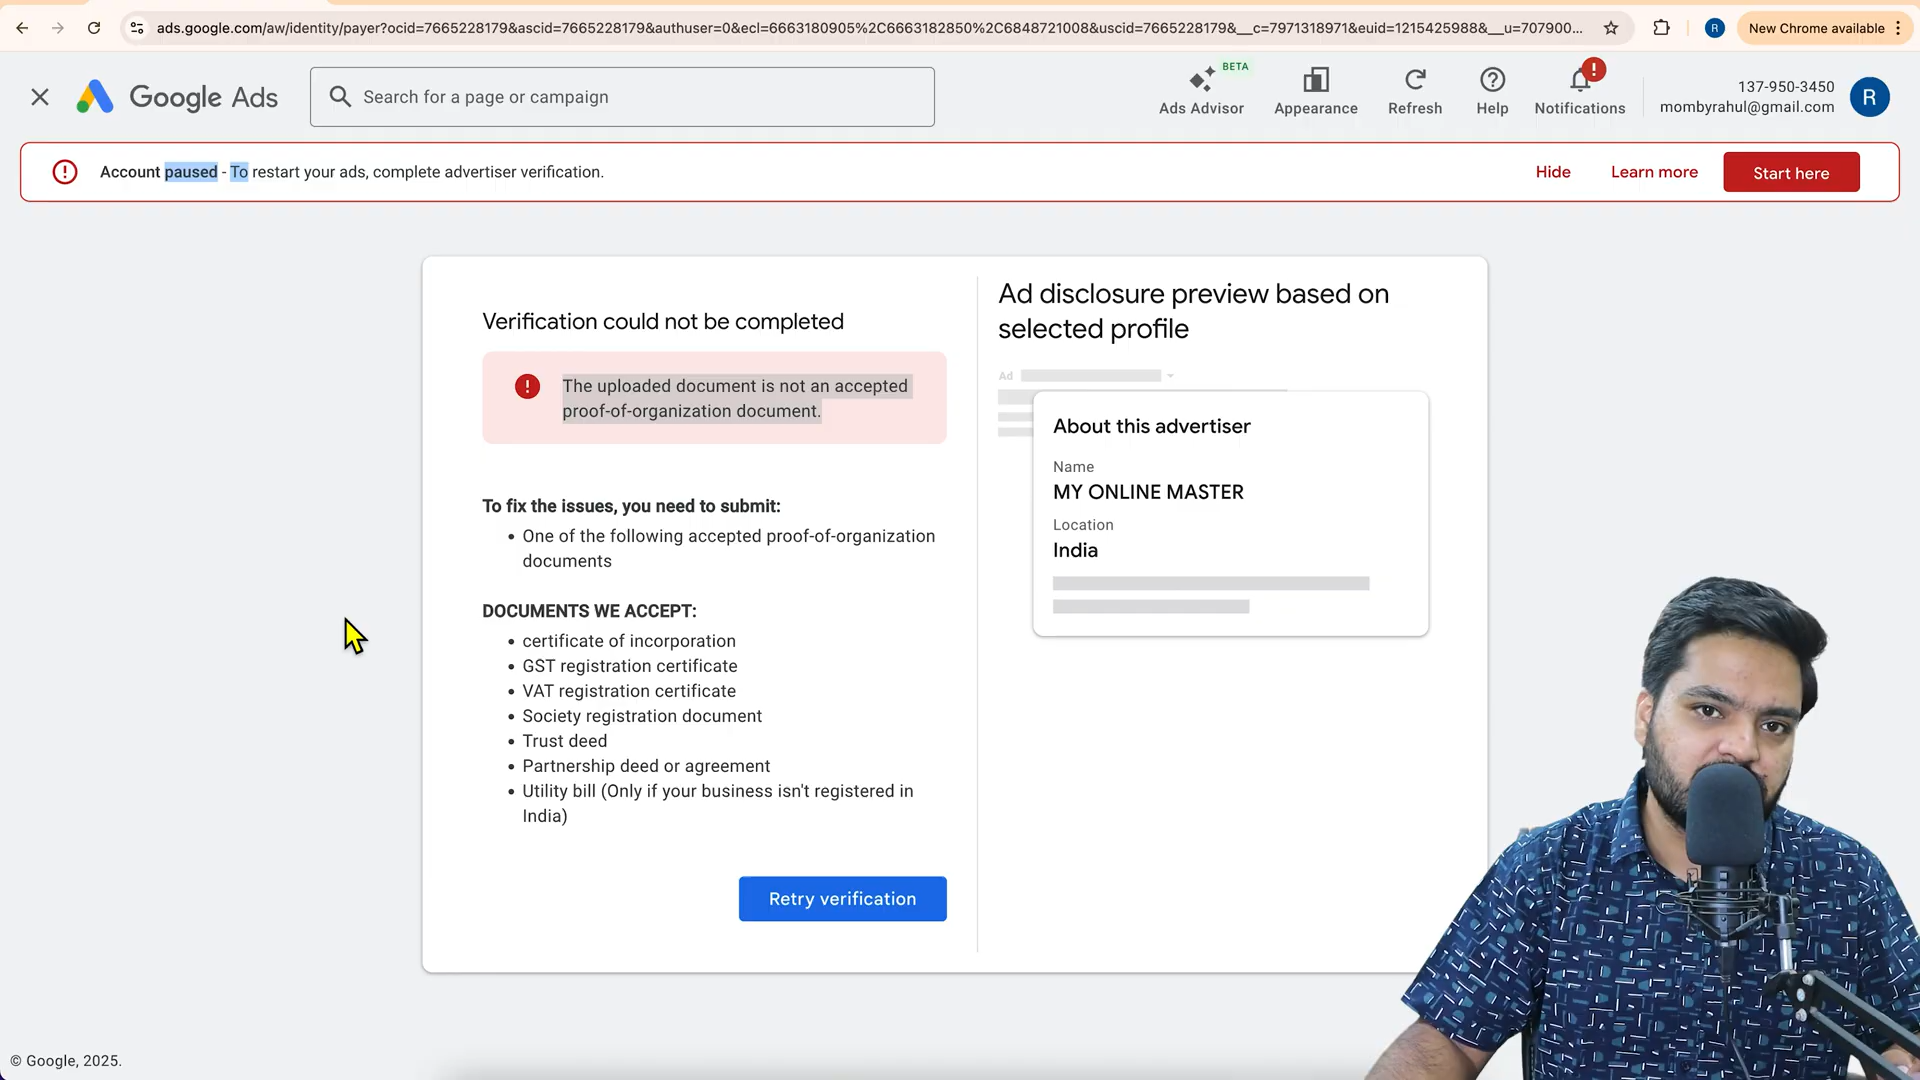 ads.google.com/aw/identity/payer?ocid=7665228179&ascid=7665228179&authuser=0&ecl=6663180905%2C6663182850%2C6848721008&uscid=7665228179&__c=7971318971&euid=1215425988&__u=707900...
R
New Chrome available
Google Ads
Search for a page or campaign
BETA
Ads Advisor
Appearance
Refresh
Help
Notifications
137-950-3450
mombyrahul@gmail.com
R
Account paused - To restart your ads, complete advertiser verification.
Hide
Learn more
Start here
Verification could not be completed
The uploaded document is not an accepted
proof-of-organization document.
To fix the issues, you need to submit:
• One of the following accepted proof-of-organization
documents
DOCUMENTS WE ACCEPT:
• certificate of incorporation
• GST registration certificate
• VAT registration certificate
• Society registration document
• Trust deed
• Partnership deed or agreement
• Utility bill (Only if your business isn't registered in
India)
Retry verification
Ad disclosure preview based on
selected profile
Ad
About this advertiser
Name
MY ONLINE MASTER
Location
India
© Google, 2025.